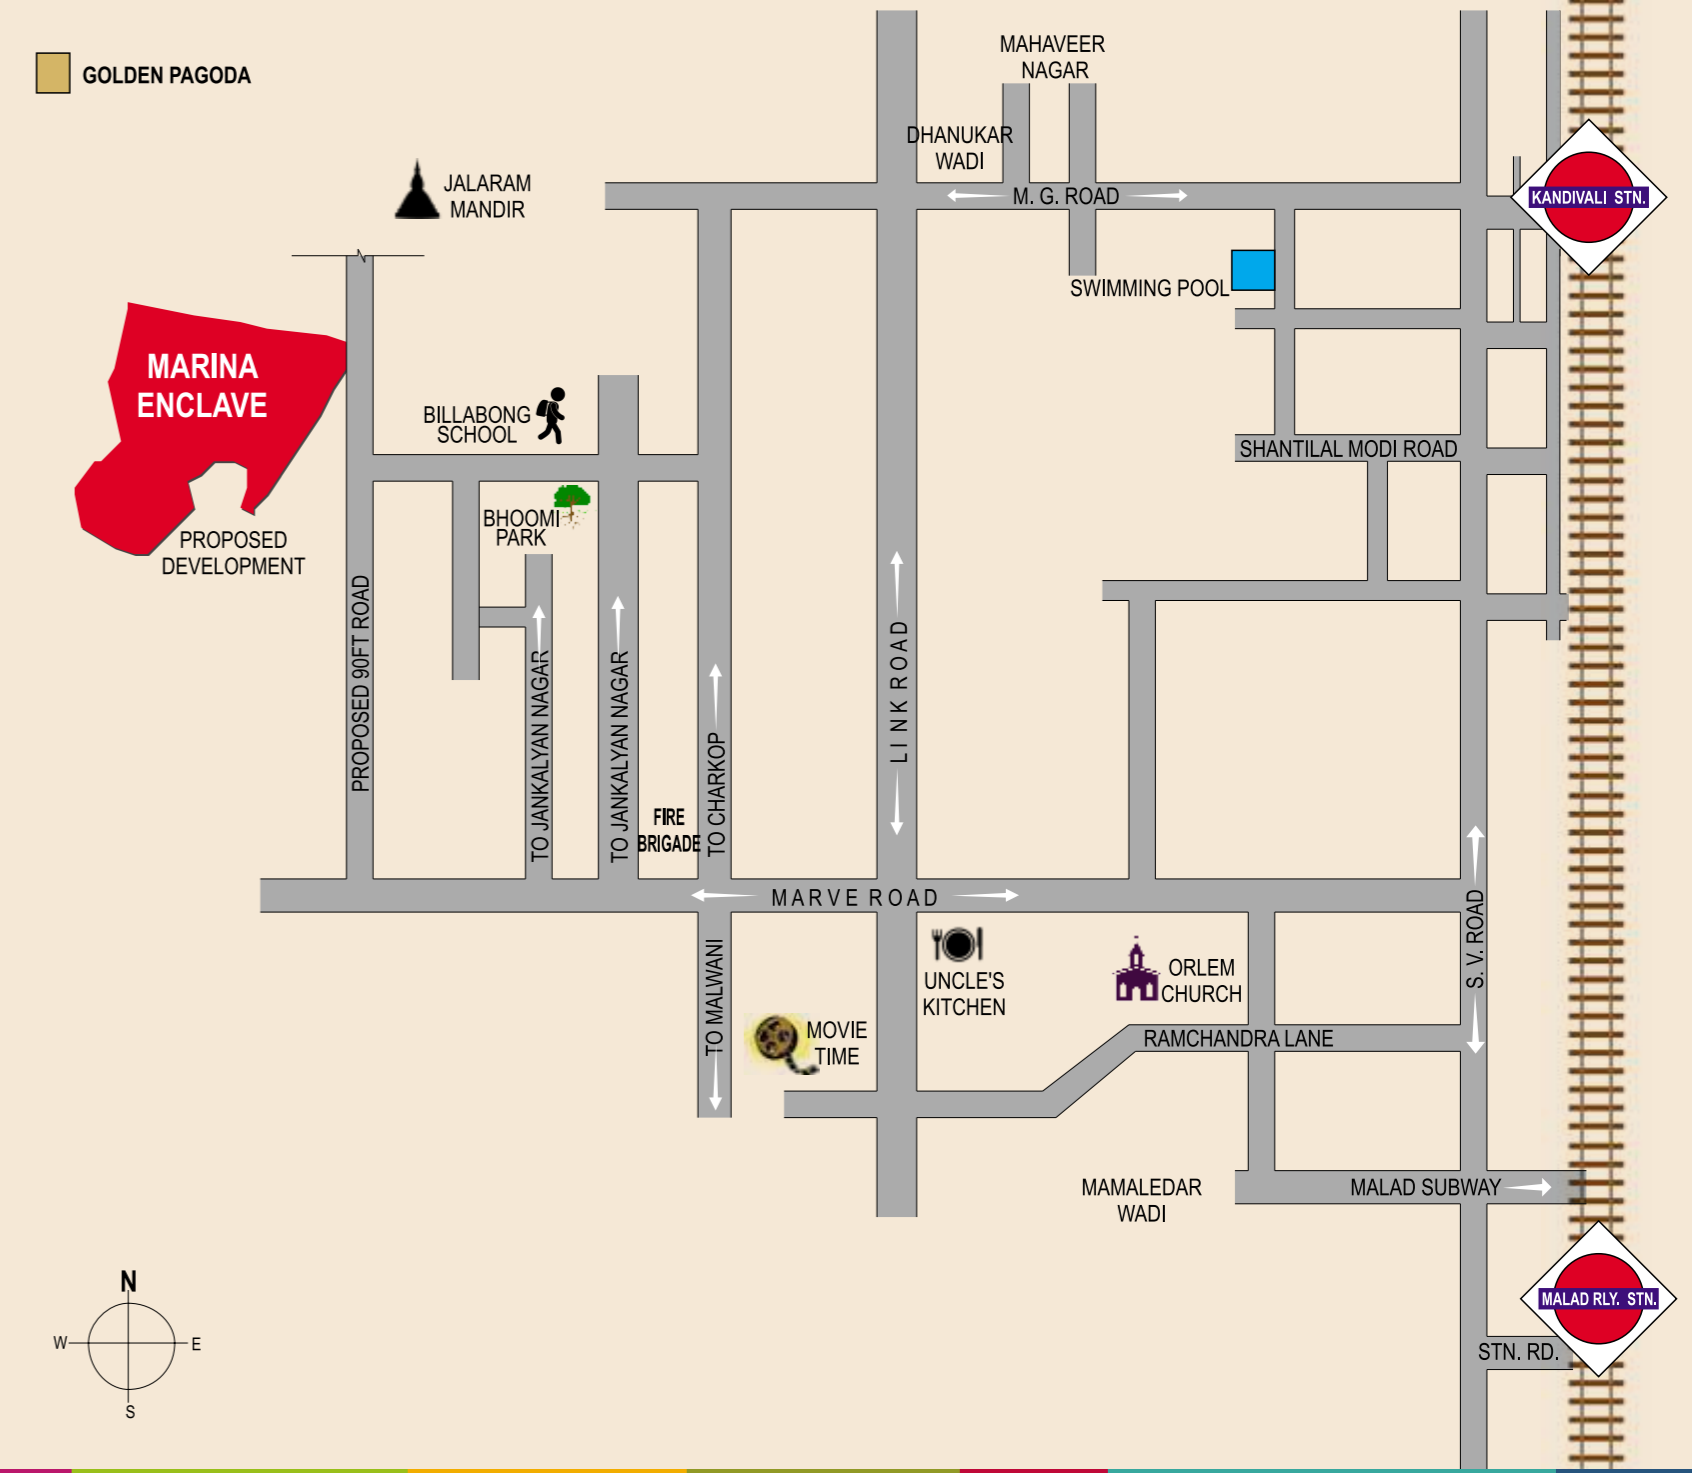 MAHAVEER
NAGAR
GOLDEN PAGODA
DHANUKAR
WADI
JALARAM
MANDIR
M. G. ROAD
KANDIVALI STN.
SWIMMING POOL
MARINA
ENCLAVE
BILLABONG
SCHOOL
SHANTILAL MODI ROAD
BHOOMI
PARK
PROPOSED
DEVELOPMENT
PROPOSED 90FT ROAD
TO JANKALYAN NAGAR
TO JANKALYAN NAGAR
FIRE
BRIGADE
TO CHARKOP
LINK ROAD
MARVE ROAD
S. V. ROAD
TO MALWANI
UNCLE'S
KITCHEN
ORLEM
CHURCH
MOVIE
TIME
RAMCHANDRA LANE
MAMALEDAR
WADI
MALAD SUBWAY
N
W
E
S
MALAD RLY. STN.
STN. RD.